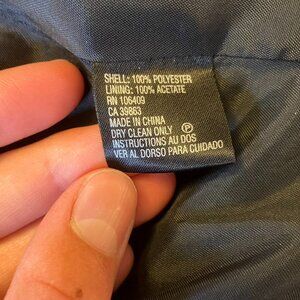 SHELL: 100% POLYESTER
LINING: 100% ACETATE
RN 106409
CA 39863
MADE IN CHINA
DRY CLEAN ONLY Ⓟ
INSTRUCTIONS AU DOS
VER AL DORSO PARA CUIDADO